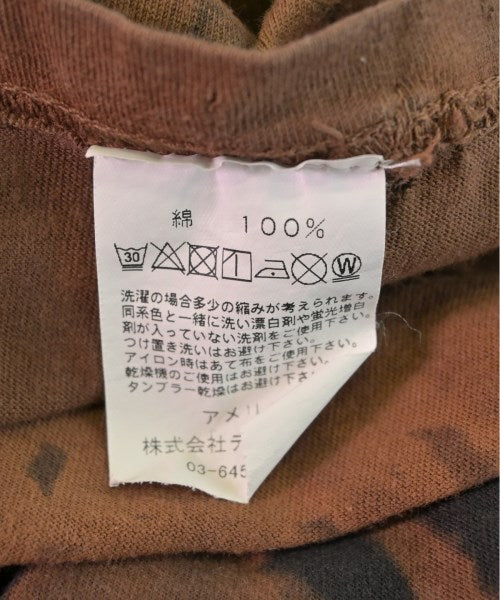 綿 100%
30
W
洗濯の場合多少の縮みが考えられます。
同系色と一緒に洗い漂白剤や蛍光増白
剤が入っていない洗剤をご使用下さい。
つけ置き洗いはお避け下さい。
アイロン時はあて布をご使用下さい。
乾燥機のご使用はお避け下さい。
タンブラー乾燥はお避け下さ
アメリ
株式会社テ
03-645